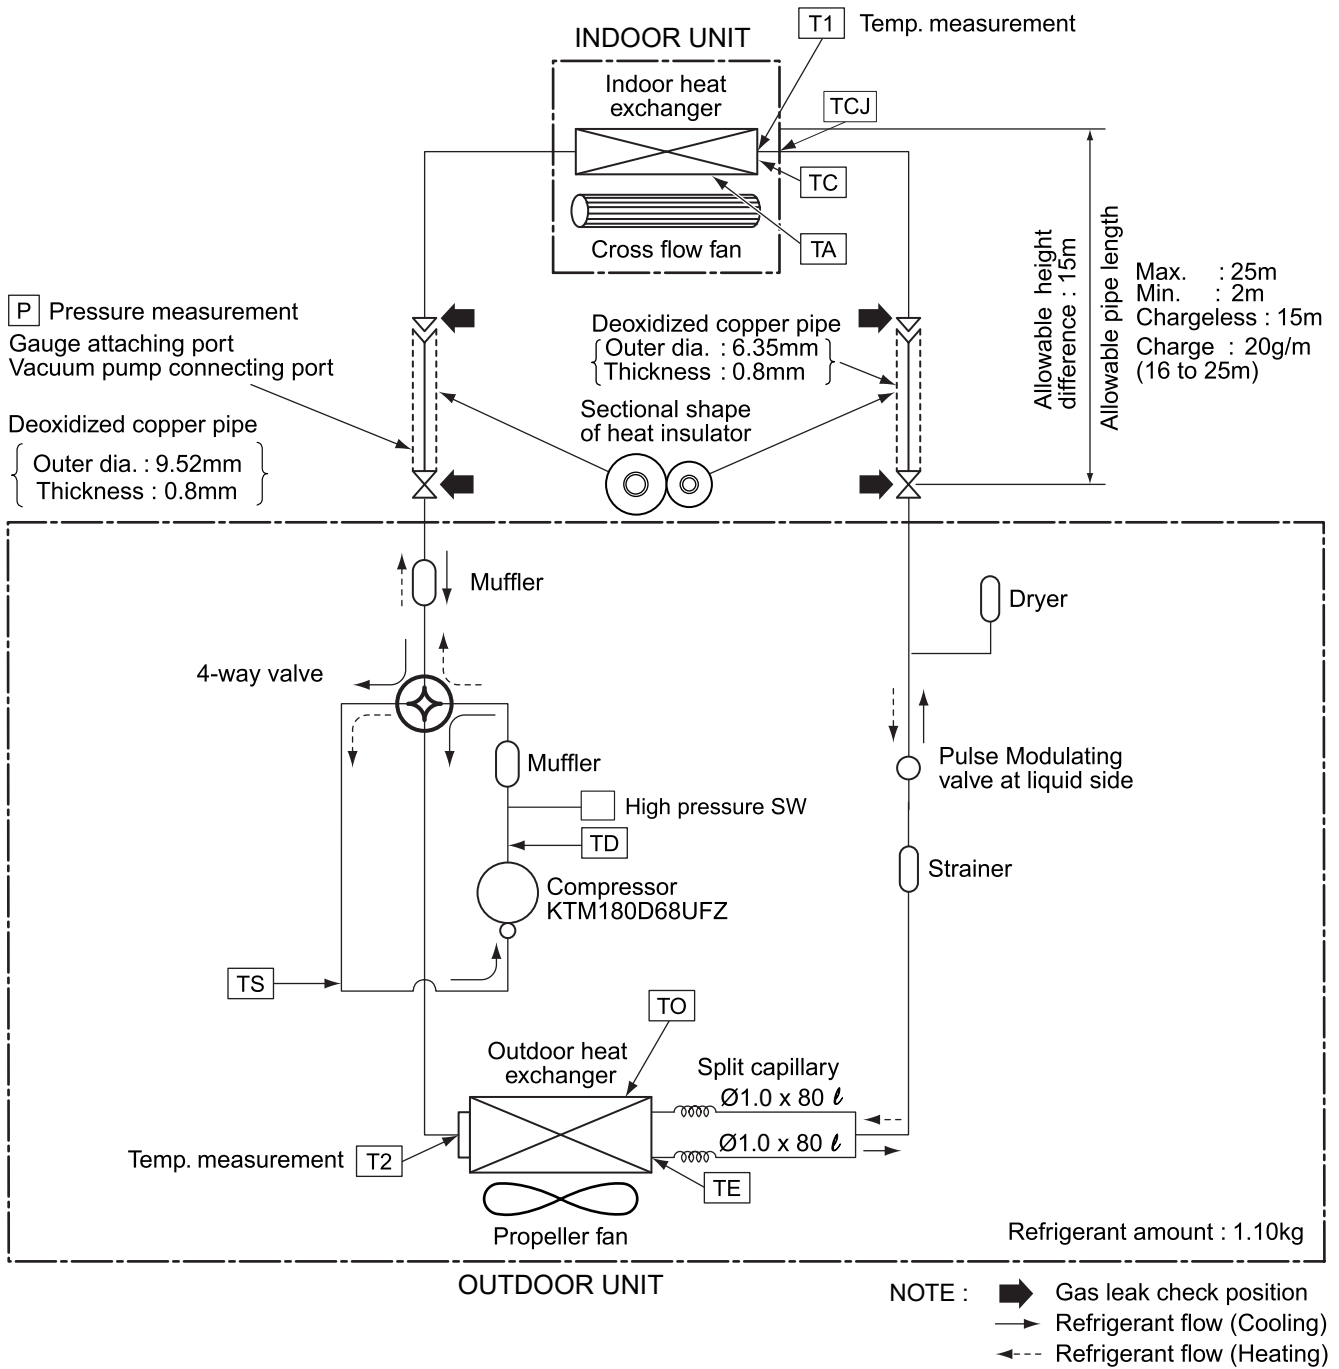 T1 Temp. measurement
INDOOR UNIT
Indoor heat
exchanger
TCJ
TC
Cross flow fan
TA
Allowable height
difference : 15m
Allowable pipe length
Max. : 25m
Min. : 2m
Chargeless : 15m
Charge : 20g/m
(16 to 25m)
P Pressure measurement
Gauge attaching port
Vacuum pump connecting port
Deoxidized copper pipe
Outer dia. : 9.52mm
Thickness : 0.8mm
Deoxidized copper pipe
Outer dia. : 6.35mm
Thickness : 0.8mm
Sectional shape
of heat insulator
Muffler
Dryer
4-way valve
Muffler
Pulse Modulating
valve at liquid side
High pressure SW
TD
Strainer
Compressor
KTM180D68UFZ
TS
TO
Outdoor heat
exchanger
Split capillary
Ø1.0 x 80 ℓ
Ø1.0 x 80 ℓ
Temp. measurement T2
TE
Propeller fan
Refrigerant amount : 1.10kg
OUTDOOR UNIT
NOTE :
Gas leak check position
Refrigerant flow (Cooling)
Refrigerant flow (Heating)